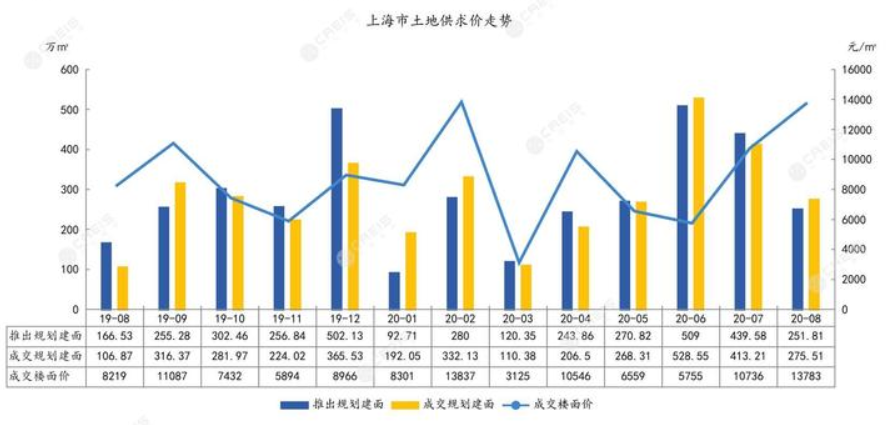 上海市土地供求价走势
万㎡ 元/㎡
600 16000
500 14000
400 12000
300 10000
200 8000
100 6000
0 4000
2000
0
19-08 19-09 19-10 19-11 19-12 20-01 20-02 20-03 20-04 20-05 20-06 20-07 20-08
推出规划建面 166.53 255.28 302.46 256.84 502.13 92.71 280 120.35 243.86 270.82 509 439.58 251.81
成交规划建面 106.87 316.37 281.97 224.02 365.53 192.05 332.13 110.38 206.5 268.31 528.55 413.21 275.51
成交楼面价 8219 11087 7432 5894 8966 8301 13837 3125 10546 6559 5755 10736 13783
推出规划建面 成交规划建面 成交楼面价
CREIS